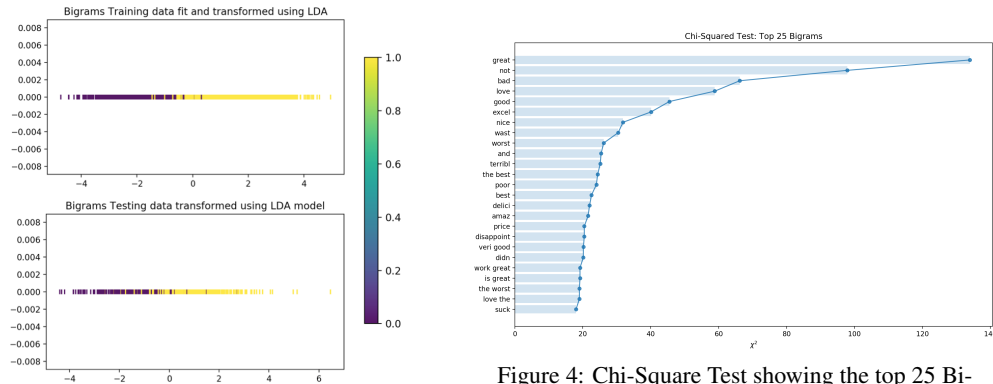 Bigrams Training data fit and transformed using LDA
0.008
0.006
0.004
0.002
0.000
−0.002
−0.004
−0.006
−0.008
−4 −2 0 2 4
Bigrams Testing data transformed using LDA model
0.008
0.006
0.004
0.002
0.000
−0.002
−0.004
−0.006
−0.008
−4 −2 0 2 4 6
1.0
0.8
0.6
0.4
0.2
0.0
Chi-Squared Test: Top 25 Bigrams
great
not
bad
love
good
excel
nice
wast
worst
and
terribl
the best
poor
best
delici
amaz
price
disappoint
veri good
didn
work great
is great
the worst
love the
suck
0 20 40 60 80 100 120 140
χ²
Figure 4: Chi-Square Test showing the top 25 Bi-